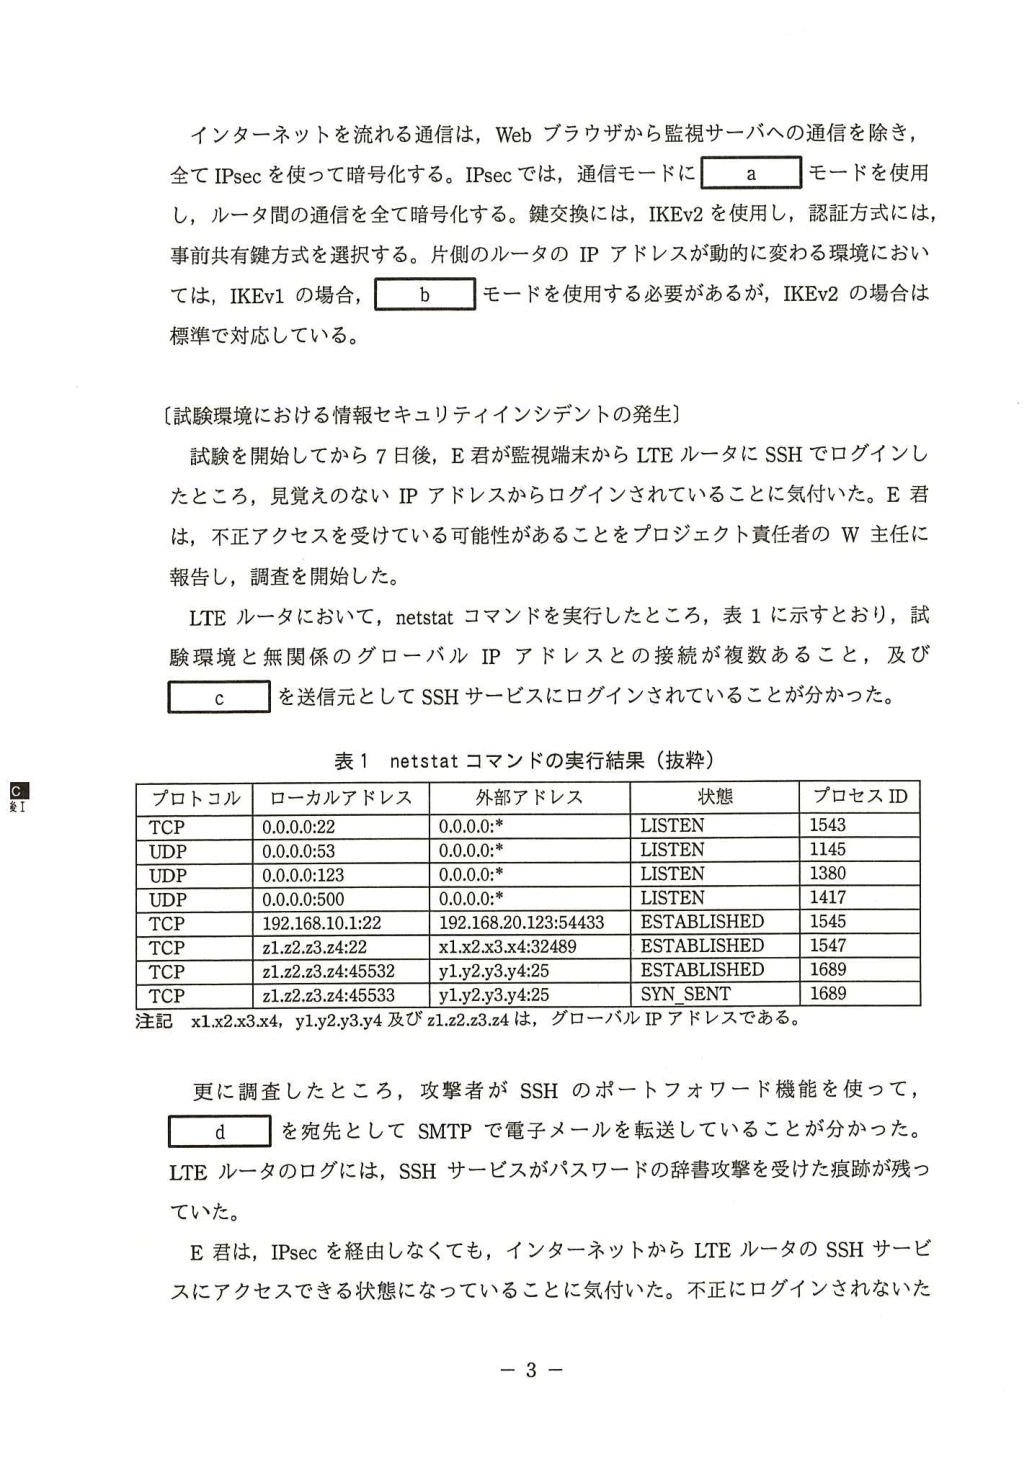 インターネットを流れる通信は，Web ブラウザから監視サーバへの通信を除き，
全て IPsec を使って暗号化する。IPsec では，通信モードに a モードを使用
し，ルータ間の通信を全て暗号化する。鍵交換には，IKEv2 を使用し，認証方式には，
事前共有鍵方式を選択する。片側のルータの IP アドレスが動的に変わる環境におい
ては，IKEv1 の場合， b モードを使用する必要があるが，IKEv2 の場合は
標準で対応している。
〔試験環境における情報セキュリティインシデントの発生〕
試験を開始してから 7 日後，E 君が監視端末から LTE ルータに SSH でログインし
たところ，見覚えのない IP アドレスからログインされていることに気付いた。E 君
は，不正アクセスを受けている可能性があることをプロジェクト責任者の W 主任に
報告し，調査を開始した。
LTE ルータにおいて，netstat コマンドを実行したところ，表 1 に示すとおり，試
験環境と無関係のグローバル IP アドレスとの接続が複数あること，及び
c を送信元として SSH サービスにログインされていることが分かった。
表 1 netstat コマンドの実行結果（抜粋）
プロトコル ローカルアドレス 外部アドレス 状態 プロセス ID
TCP 0.0.0.0:22 0.0.0.0:* LISTEN 1543
UDP 0.0.0.0:53 0.0.0.0:* LISTEN 1145
UDP 0.0.0.0:123 0.0.0.0:* LISTEN 1380
UDP 0.0.0.0:500 0.0.0.0:* LISTEN 1417
TCP 192.168.10.1:22 192.168.20.123:54433 ESTABLISHED 1545
TCP z1.z2.z3.z4:22 x1.x2.x3.x4:32489 ESTABLISHED 1547
TCP z1.z2.z3.z4:45532 y1.y2.y3.y4:25 ESTABLISHED 1689
TCP z1.z2.z3.z4:45533 y1.y2.y3.y4:25 SYN_SENT 1689
注記 x1.x2.x3.x4，y1.y2.y3.y4 及び z1.z2.z3.z4 は，グローバル IP アドレスである。
更に調査したところ，攻撃者が SSH のポートフォワード機能を使って，
d を宛先として SMTP で電子メールを転送していることが分かった。
LTE ルータのログには，SSH サービスがパスワードの辞書攻撃を受けた痕跡が残っ
ていた。
E 君は，IPsec を経由しなくても，インターネットから LTE ルータの SSH サービ
スにアクセスできる状態になっていることに気付いた。不正にログインされないた
－ 3 －
C
後 I